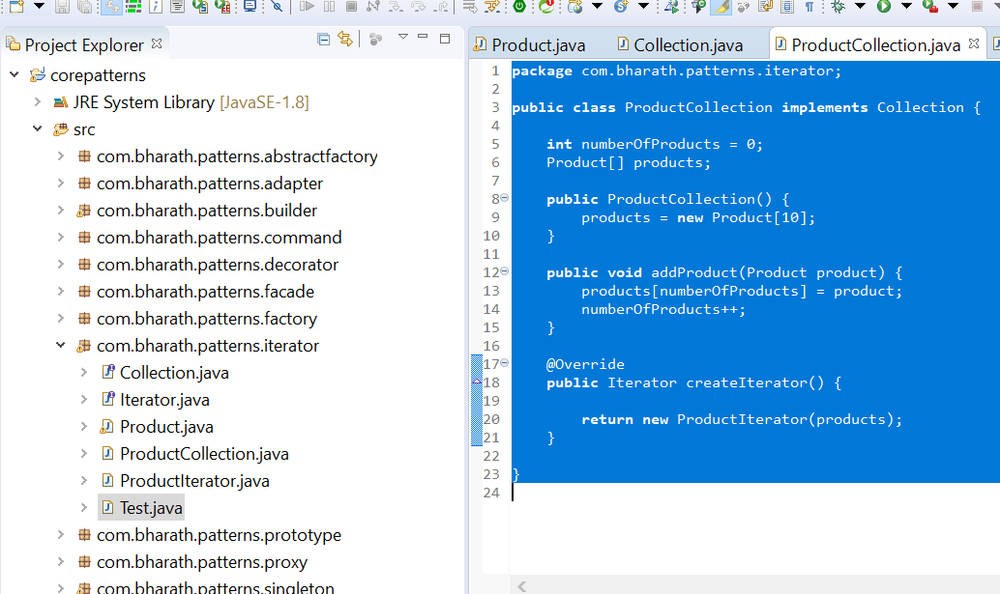 Project Explorer
corepatterns
JRE System Library [JavaSE-1.8]
src
com.bharath.patterns.abstractfactory
com.bharath.patterns.adapter
com.bharath.patterns.builder
com.bharath.patterns.command
com.bharath.patterns.decorator
com.bharath.patterns.facade
com.bharath.patterns.factory
com.bharath.patterns.iterator
Collection.java
Iterator.java
Product.java
ProductCollection.java
ProductIterator.java
Test.java
com.bharath.patterns.prototype
com.bharath.patterns.proxy
com.bharath.patterns.singleton
Product.java Collection.java ProductCollection.java
1 package com.bharath.patterns.iterator;
2
3 public class ProductCollection implements Collection {
4
5 int numberOfProducts = 0;
6 Product[] products;
7
8 public ProductCollection() {
9 products = new Product[10];
10 }
11
12 public void addProduct(Product product) {
13 products[numberOfProducts] = product;
14 numberOfProducts++;
15 }
16
17 @Override
18 public Iterator createIterator() {
19
20 return new ProductIterator(products);
21 }
22
23 }
24